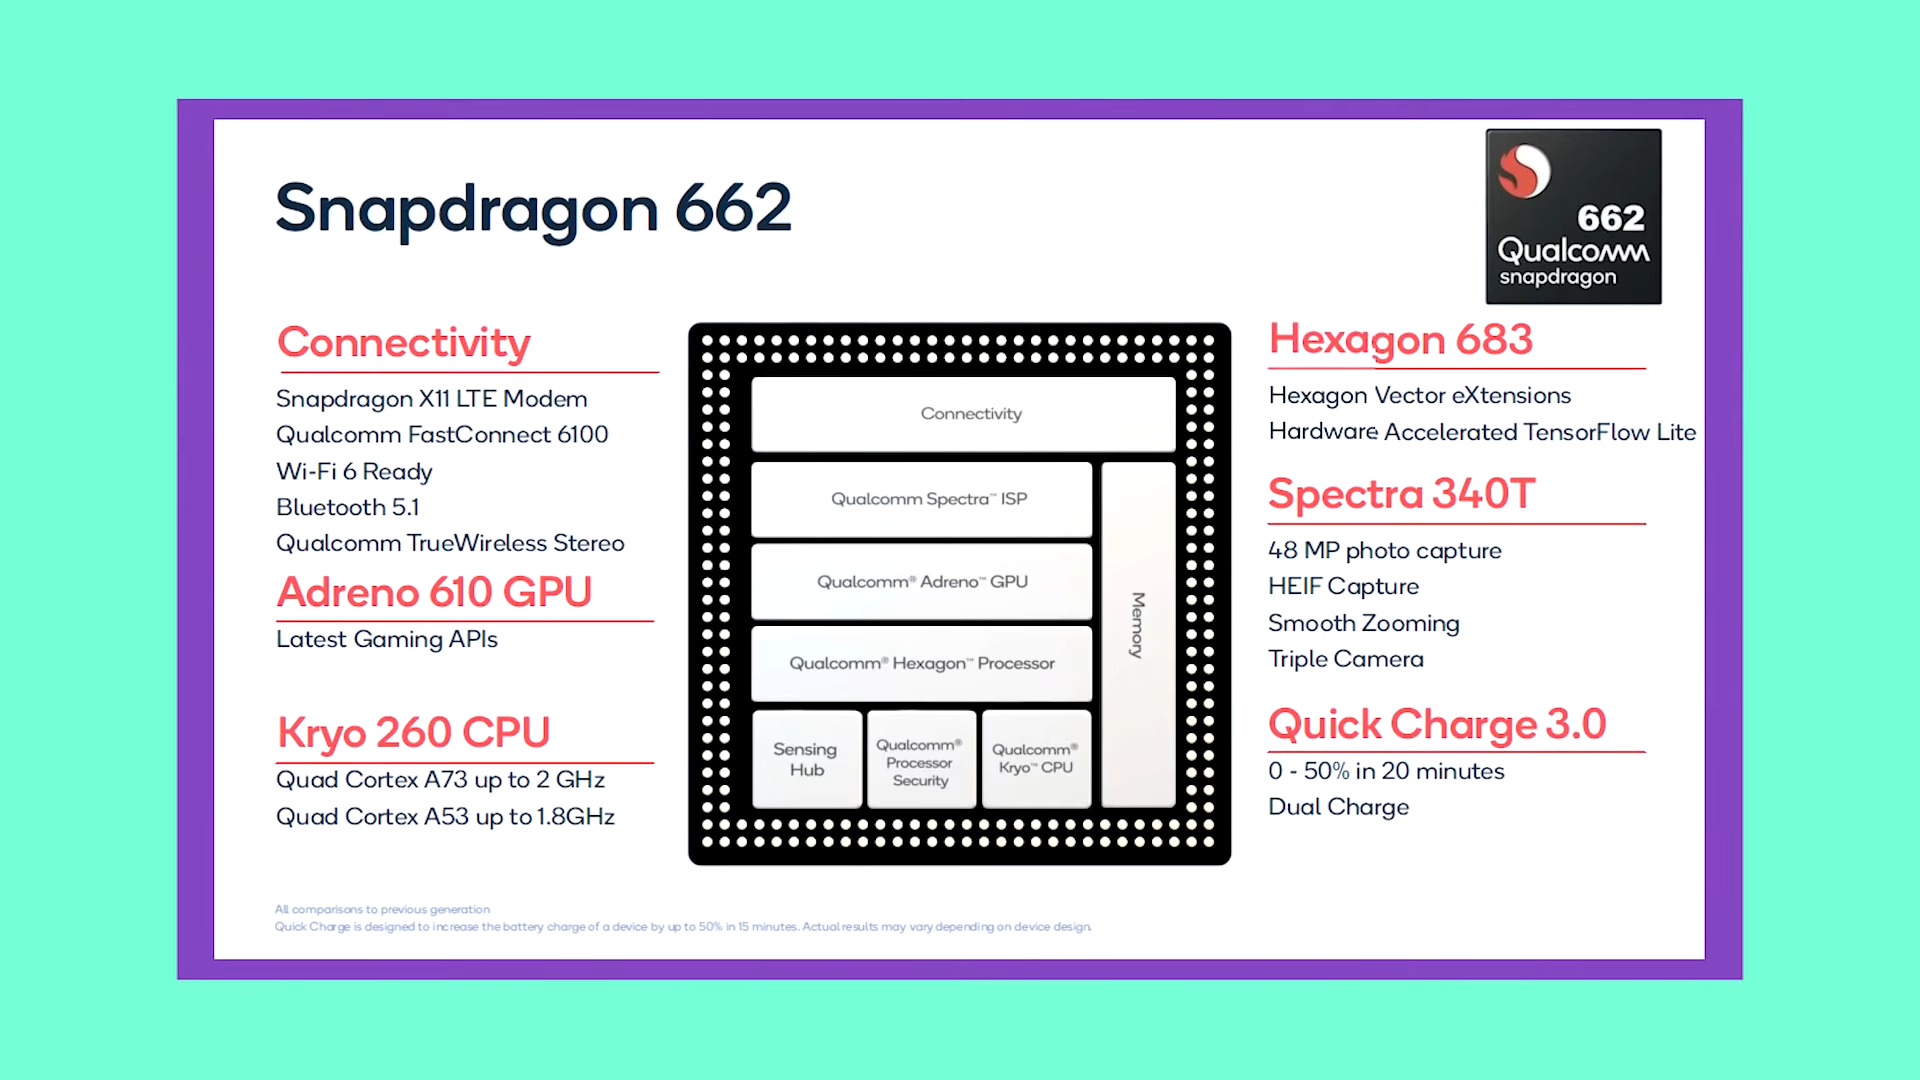 Snapdragon 662
662
Qualcomm
snapdragon
Connectivity
Snapdragon X11 LTE Modem
Qualcomm FastConnect 6100
Wi-Fi 6 Ready
Bluetooth 5.1
Qualcomm TrueWireless Stereo
Adreno 610 GPU
Latest Gaming APIs
Kryo 260 CPU
Quad Cortex A73 up to 2 GHz
Quad Cortex A53 up to 1.8GHz
Connectivity
Qualcomm Spectra™ ISP
Qualcomm® Adreno™ GPU
Qualcomm® Hexagon™ Processor
Sensing
Hub
Qualcomm®
Processor
Security
Qualcomm®
Kryo™ CPU
Memory
Hexagon 683
Hexagon Vector eXtensions
Hardware Accelerated TensorFlow Lite
Spectra 340T
48 MP photo capture
HEIF Capture
Smooth Zooming
Triple Camera
Quick Charge 3.0
0 - 50% in 20 minutes
Dual Charge
All comparisons to previous generation
Quick Charge is designed to increase the battery charge of a device by up to 50% in 15 minutes. Actual results may vary depending on device design.